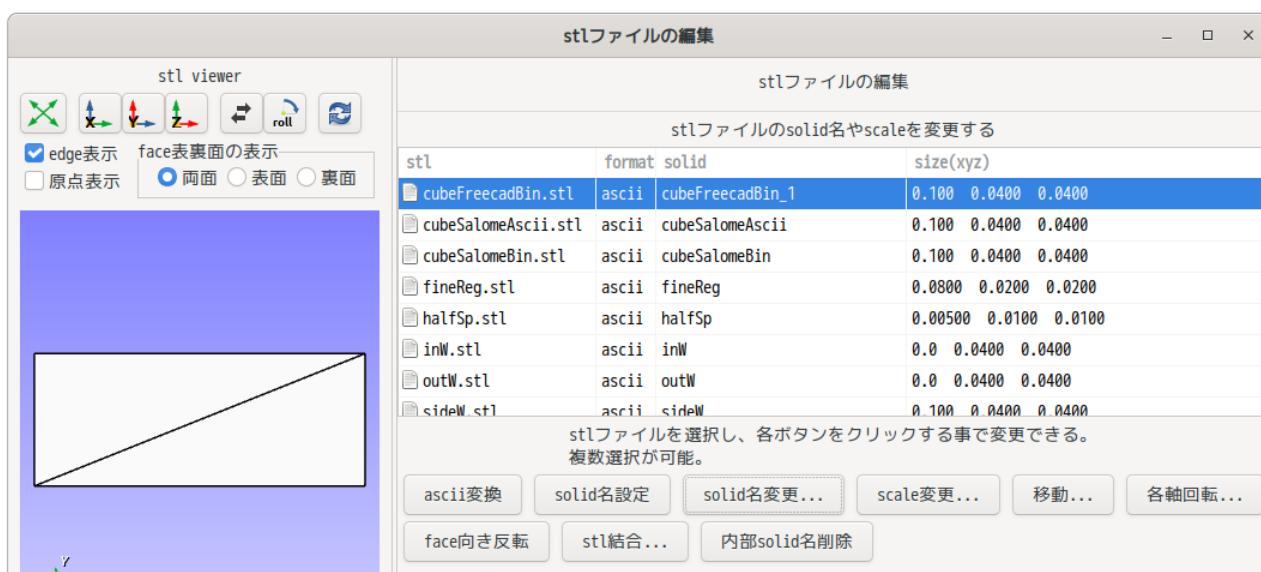 stlファイルの編集
stl viewer
X
Y
Z
roll
edge表示
原点表示
face表裏面の表示
両面 表面 裏面
Y
stlファイルの編集
stlファイルのsolid名やscaleを変更する
stl format solid size(xyz)
cubeFreecadBin.stl ascii cubeFreecadBin_1 0.100 0.0400 0.0400
cubeSalomeAscii.stl ascii cubeSalomeAscii 0.100 0.0400 0.0400
cubeSalomeBin.stl ascii cubeSalomeBin 0.100 0.0400 0.0400
fineReg.stl ascii fineReg 0.0800 0.0200 0.0200
halfSp.stl ascii halfSp 0.00500 0.0100 0.0100
inW.stl ascii inW 0.0 0.0400 0.0400
outW.stl ascii outW 0.0 0.0400 0.0400
sideW.stl ascii sideW 0.100 0.0400 0.0400
stlファイルを選択し、各ボタンをクリックする事で変更できる。
複数選択が可能。
ascii変換 solid名設定 solid名変更... scale変更... 移動... 各軸回転...
face向き反転 stl結合... 内部solid名削除